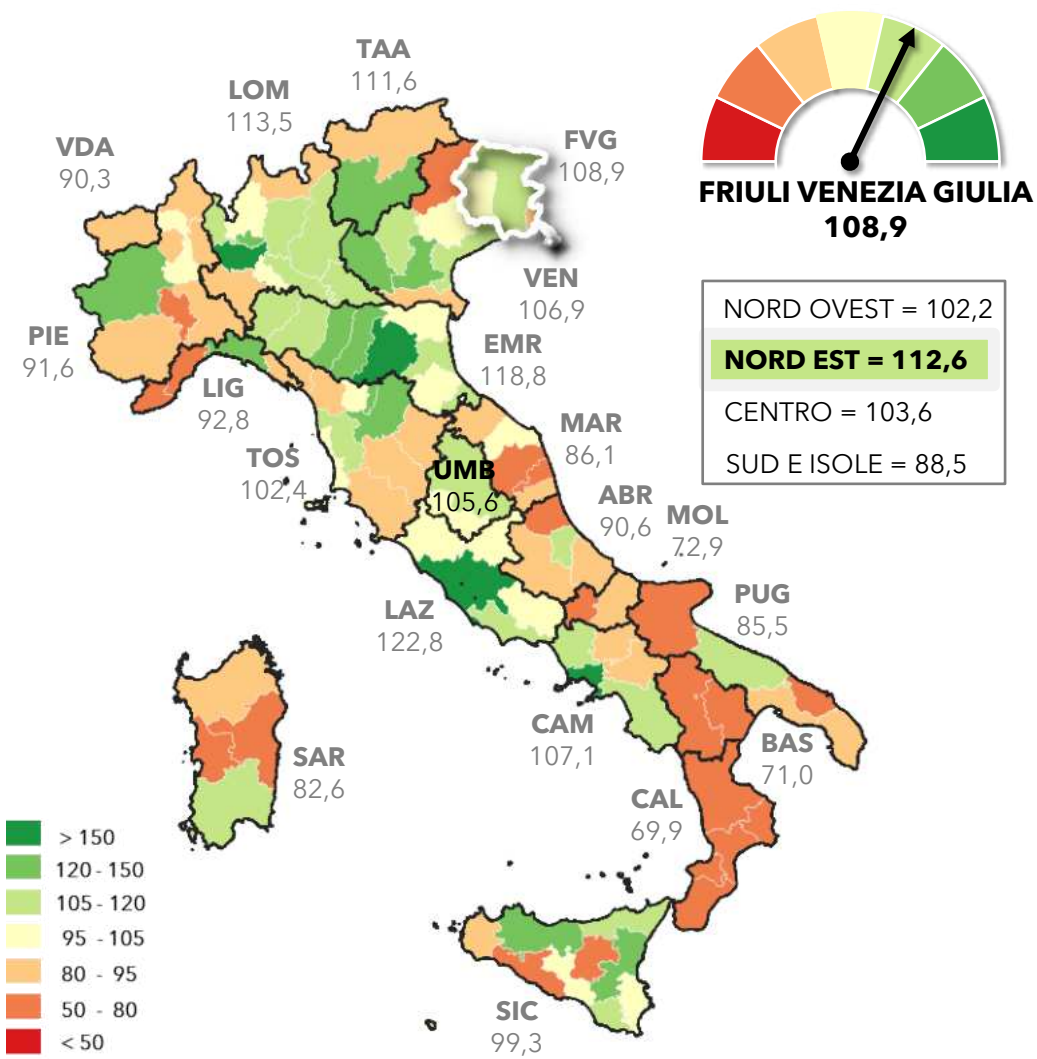 TAA
111,6
LOM
113,5
VDA
90,3
FVG
108,9
FRIULI VENEZIA GIULIA
108,9
VEN
106,9
NORD OVEST = 102,2
NORD EST = 112,6
CENTRO = 103,6
SUD E ISOLE = 88,5
PIE
91,6
EMR
118,8
LIG
92,8
MAR
86,1
TOS
102,4
UMB
105,6
ABR
90,6
MOL
72,9
PUG
85,5
LAZ
122,8
CAM
107,1
BAS
71,0
SAR
82,6
CAL
69,9
SIC
99,3
> 150
120 - 150
105 - 120
95 - 105
80 - 95
50 - 80
< 50